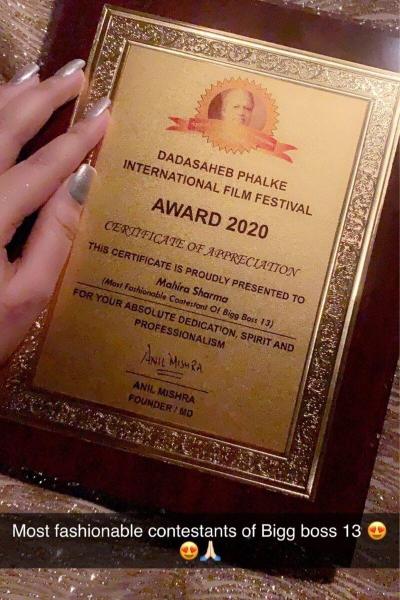 DADASAHEB PHALKE
INTERNATIONAL FILM FESTIVAL
AWARD 2020
CERTIFICATE OF APPRECIATION
THIS CERTIFICATE IS PROUDLY PRESENTED TO
Mahira Sharma
(Most Fashionable Contestant Of Bigg Boss 13)
FOR YOUR ABSOLUTE DEDICATION, SPIRIT AND
PROFESSIONALISM
ANIL MISHRA
ANIL MISHRA
FOUNDER / MD
Most fashionable contestants of Bigg boss 13 😍
😍🙏🏻